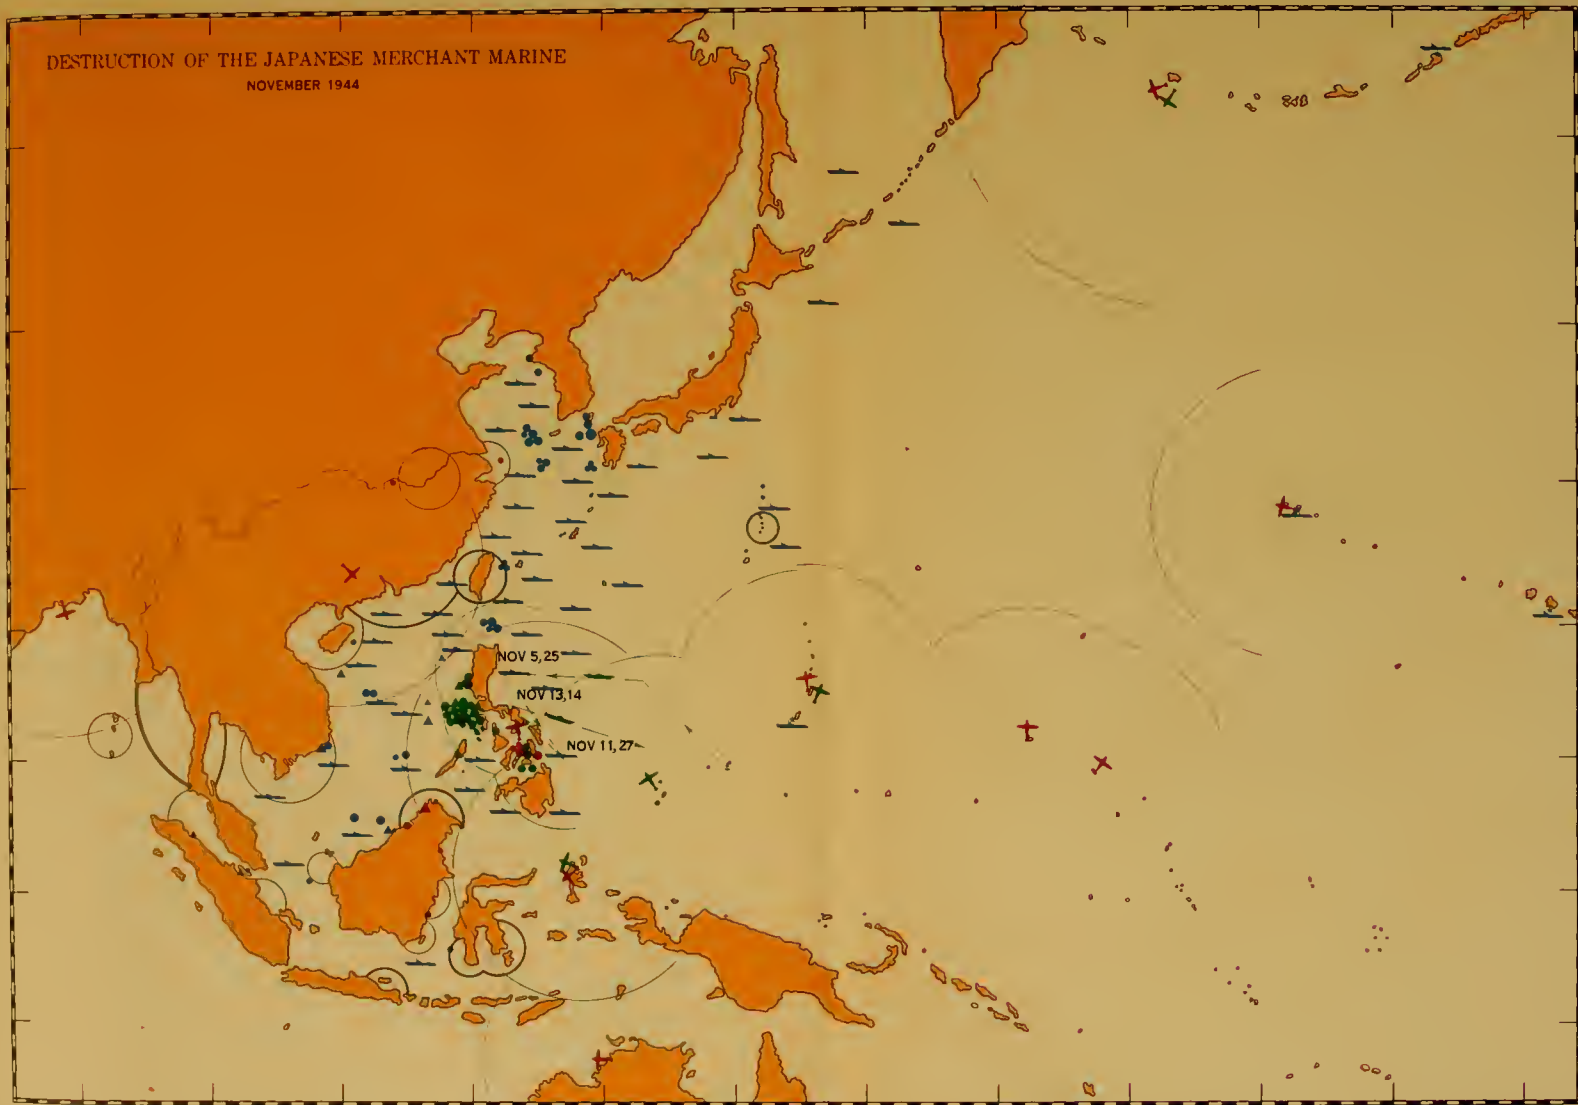 DESTRUCTION OF THE JAPANESE MERCHANT MARINE
NOVEMBER 1944
NOV 5,25
NOV 13,14
NOV 11,27